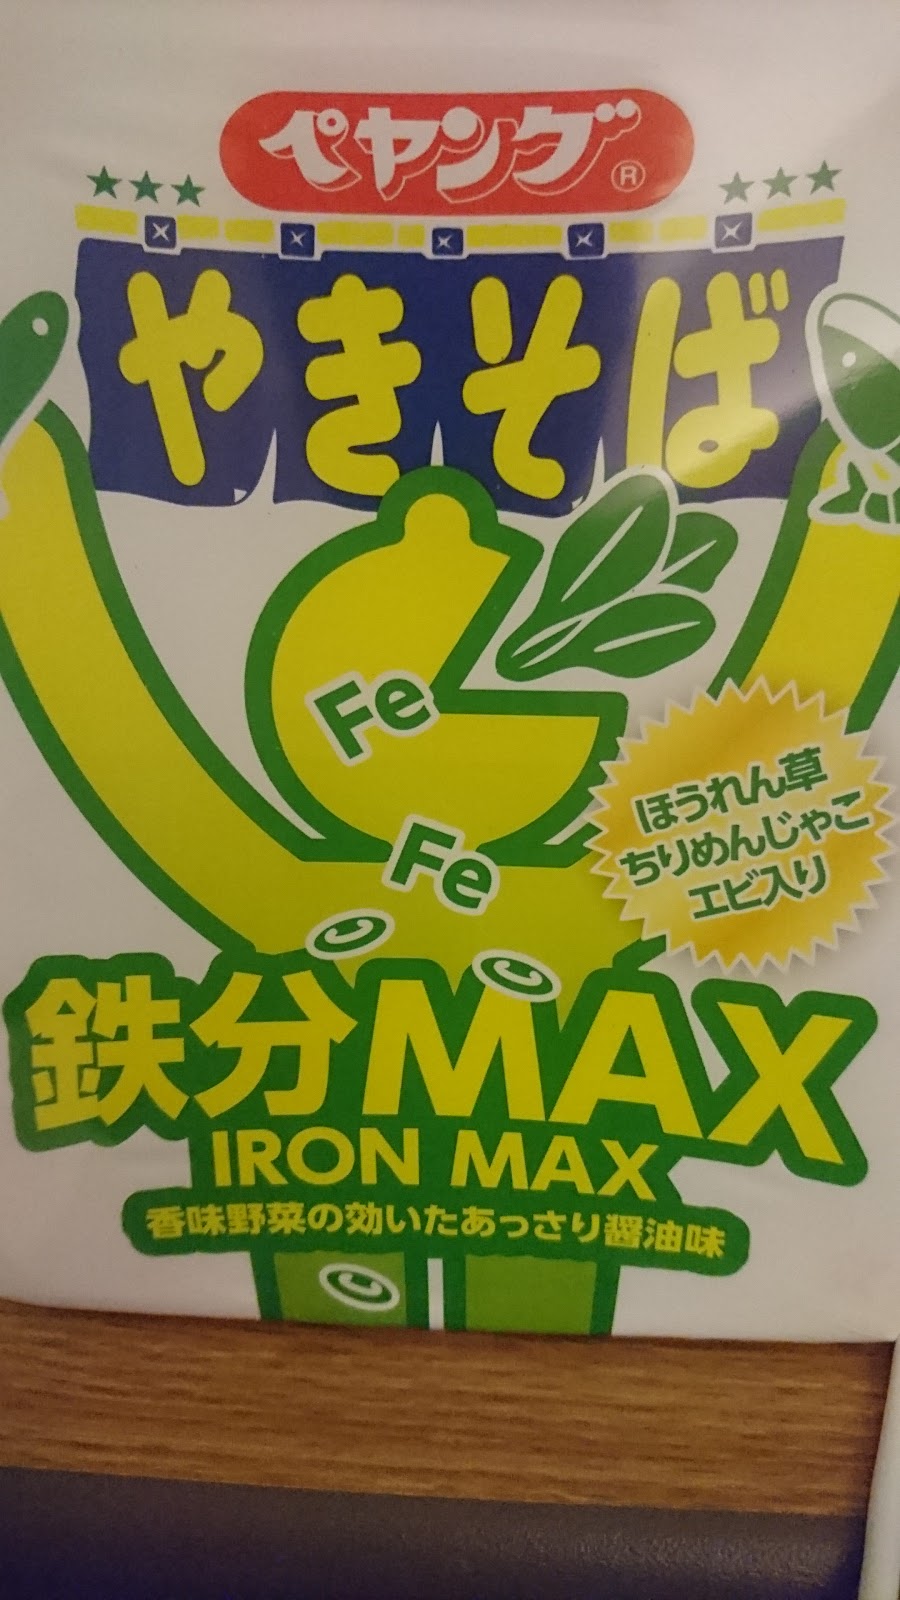 ペヤング®
やきそば
Fe
Fe
ほうれん草
ちりめんじゃこ
エビ入り
鉄分MAX
IRON MAX
香味野菜の効いたあっさり醤油味